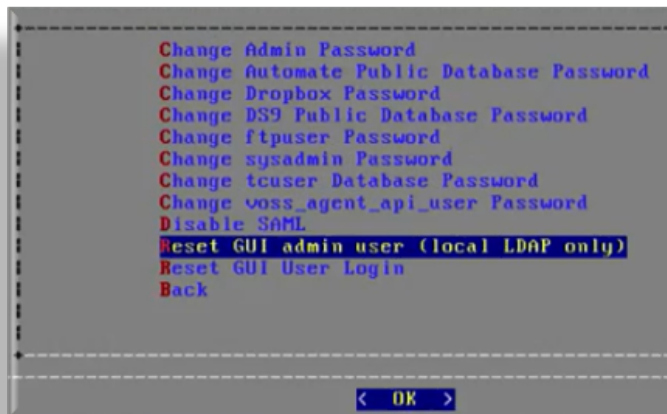 Change Admin Password
Change Automate Public Database Password
Change Dropbox Password
Change DS9 Public Database Password
Change ftpuser Password
Change sysadmin Password
Change tcuser Database Password
Change voss_agent_api_user Password
Disable SAML
Reset GUI admin user (local LDAP only)
Reset GUI User Login
Back
< OK >